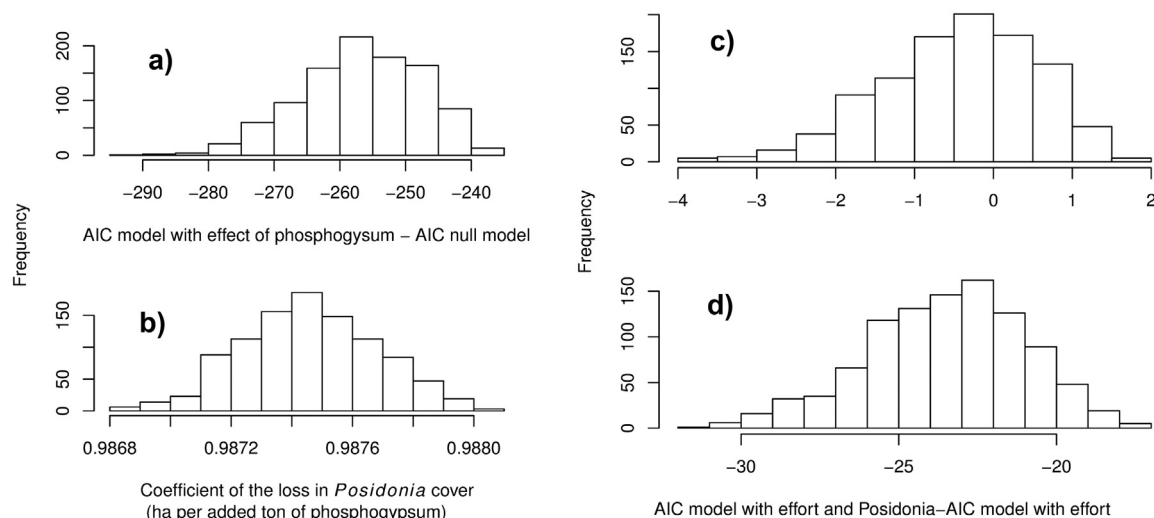 a)
200
100
0
−290 −280 −270 −260 −250 −240
AIC model with effect of phosphogysum − AIC null model
Frequency
b)
150
50
0
0.9868 0.9872 0.9876 0.9880
Coefficient of the loss in Posidonia cover
(ha per added ton of phosphogypsum)
c)
150
50
0
−4 −3 −2 −1 0 1 2
Frequency
d)
150
100
50
0
−30 −25 −20
AIC model with effort and Posidonia−AIC model with effort